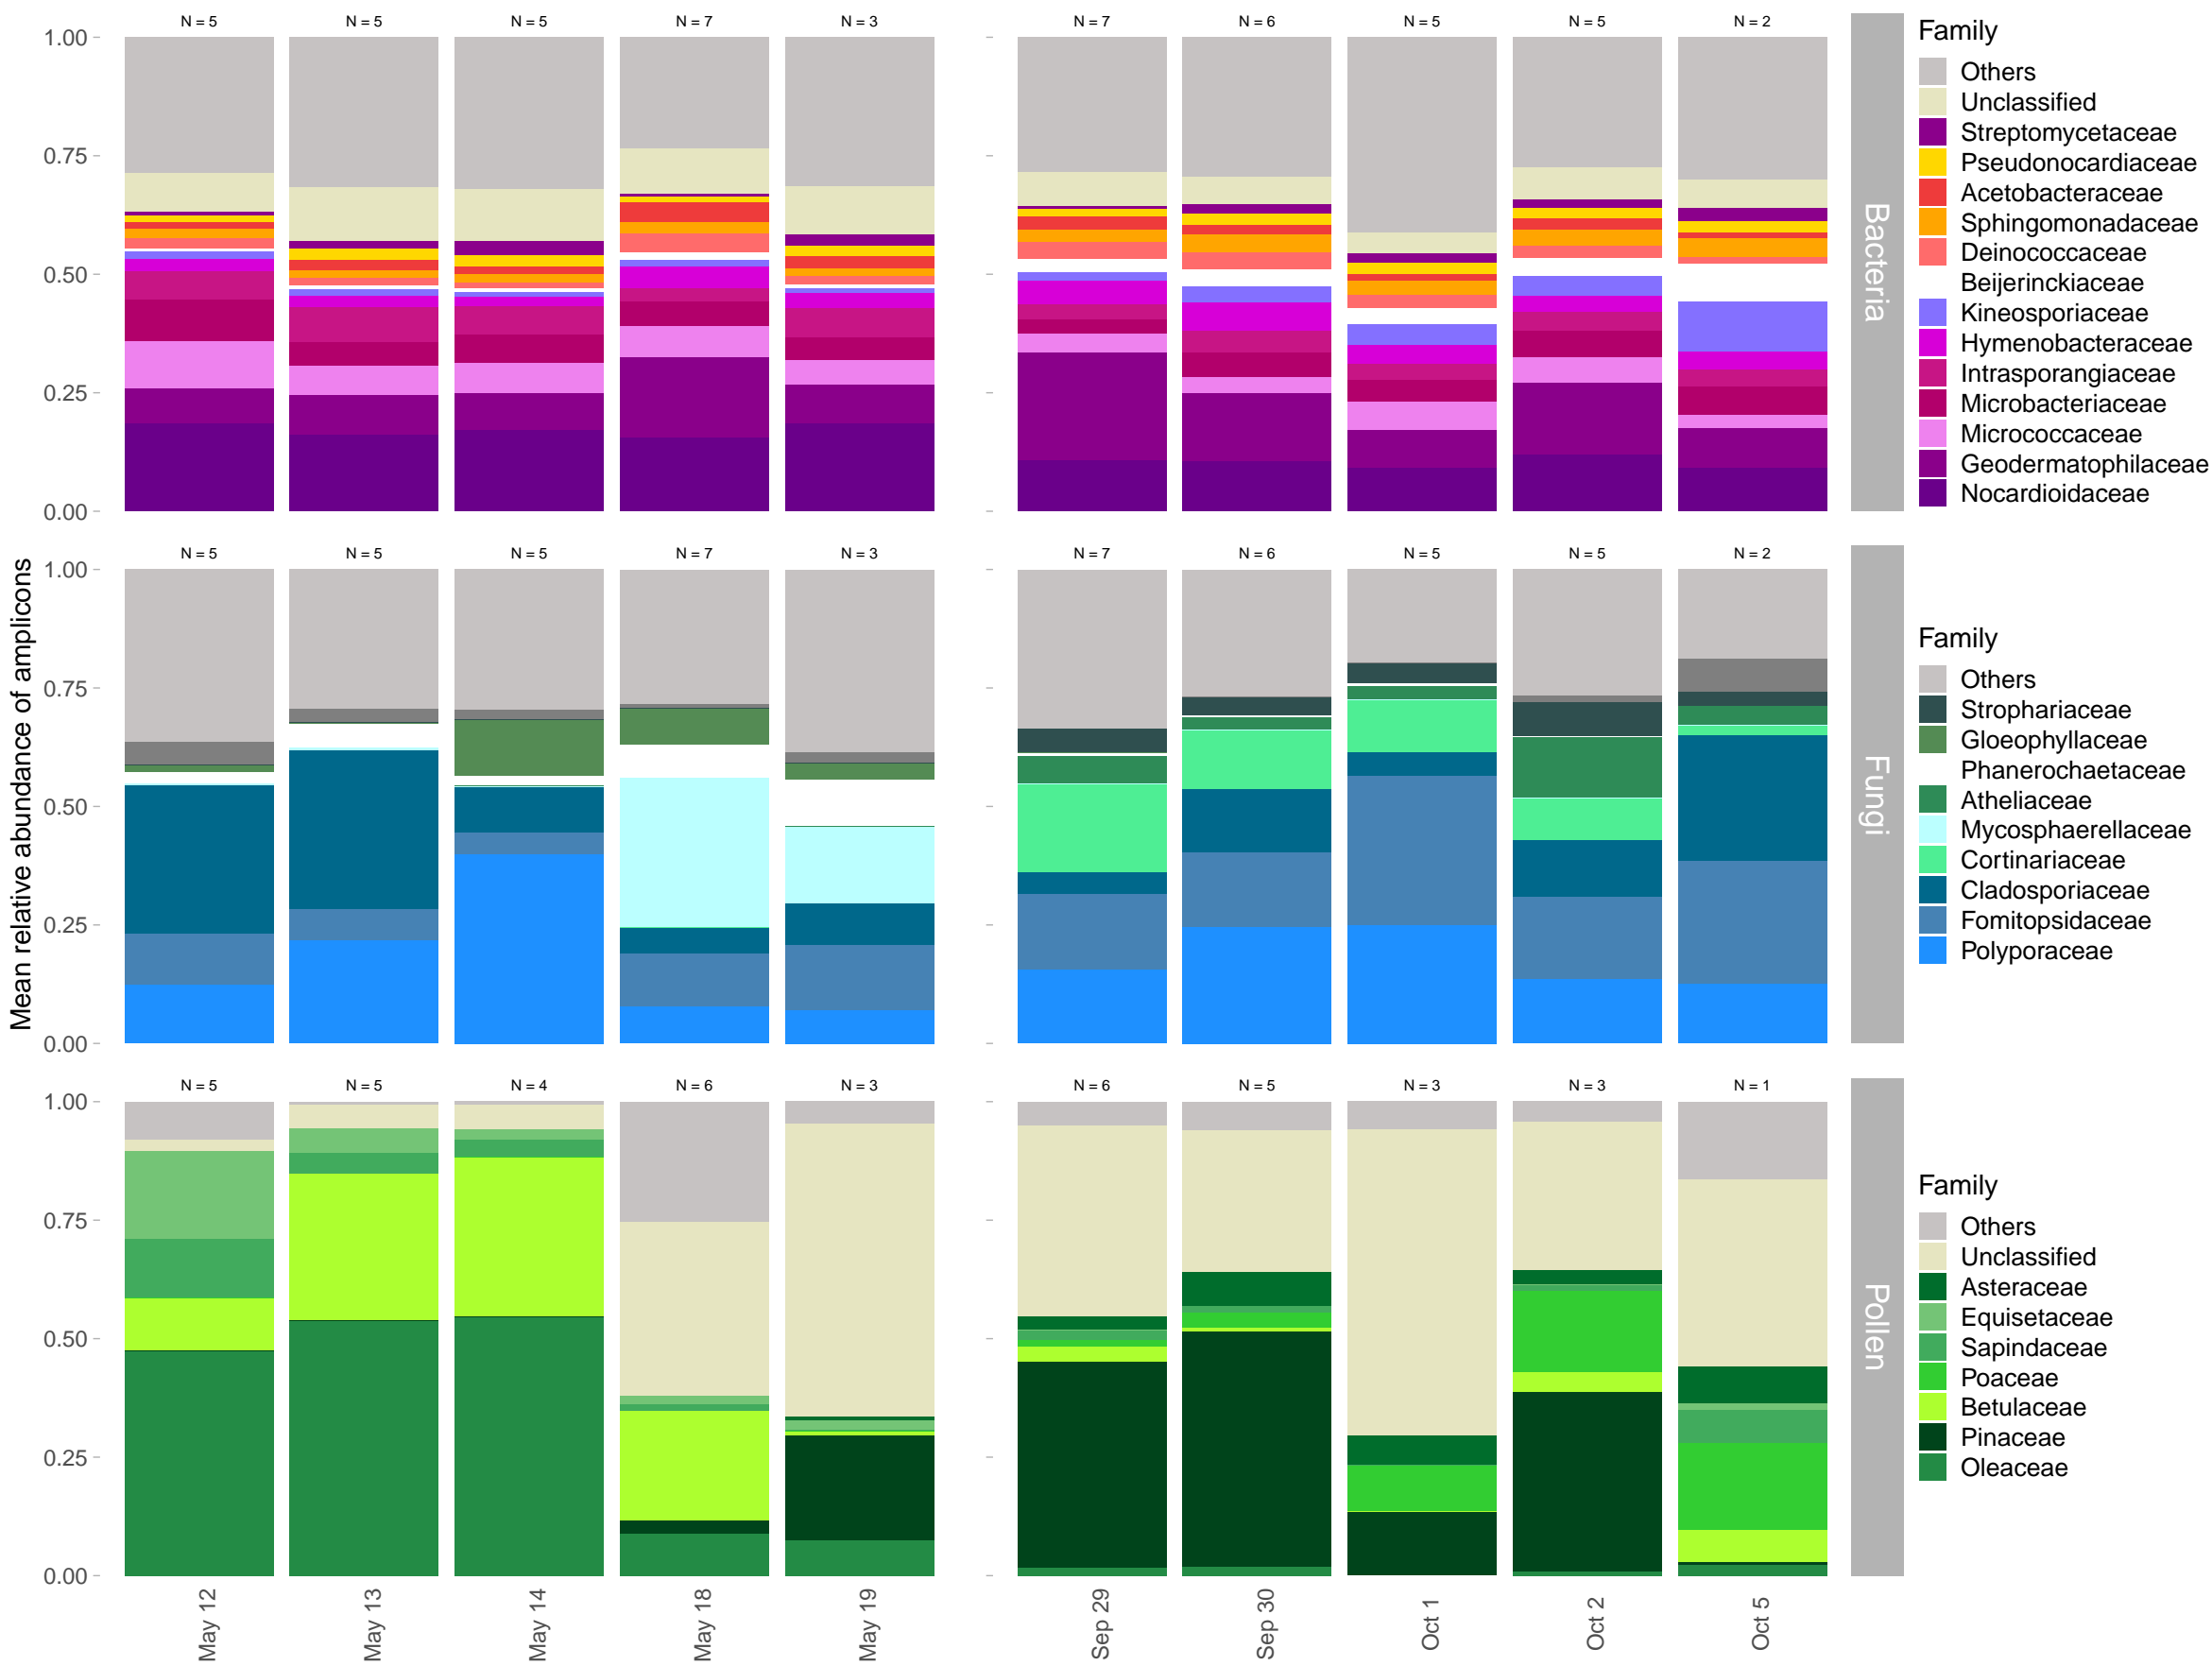 Mean relative abundance of amplicons
N = 5 N = 5 N = 5 N = 7 N = 3 N = 7 N = 6 N = 5 N = 5 N = 2
1.00
0.75
0.50
0.25
0.00
Bacteria
Family
Others
Unclassified
Streptomycetaceae
Pseudonocardiaceae
Acetobacteraceae
Sphingomonadaceae
Deinococcaceae
Beijerinckiaceae
Kineosporiaceae
Hymenobacteraceae
Intrasporangiaceae
Microbacteriaceae
Micrococcaceae
Geodermatophilaceae
Nocardioidaceae
N = 5 N = 5 N = 5 N = 7 N = 3 N = 7 N = 6 N = 5 N = 5 N = 2
1.00
0.75
0.50
0.25
0.00
Fungi
Family
Others
Strophariaceae
Gloeophyllaceae
Phanerochaetaceae
Atheliaceae
Mycosphaerellaceae
Cortinariaceae
Cladosporiaceae
Fomitopsidaceae
Polyporaceae
N = 5 N = 5 N = 4 N = 6 N = 3 N = 6 N = 5 N = 3 N = 3 N = 1
1.00
0.75
0.50
0.25
0.00
Pollen
Family
Others
Unclassified
Asteraceae
Equisetaceae
Sapindaceae
Poaceae
Betulaceae
Pinaceae
Oleaceae
May 12 May 13 May 14 May 18 May 19 Sep 29 Sep 30 Oct 1 Oct 2 Oct 5